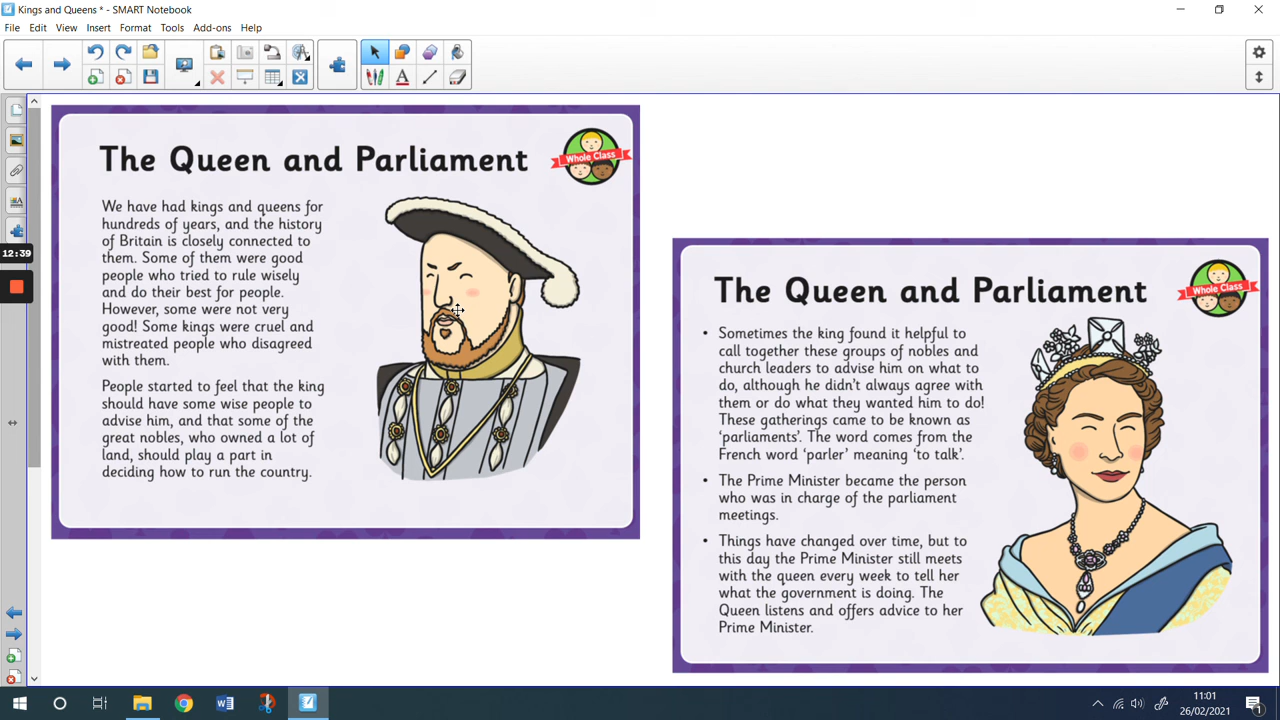 Kings and Queens * - SMART Notebook
File Edit View Insert Format Tools Add-ons Help
12:39
The Queen and Parliament
Whole Class
We have had kings and queens for
hundreds of years, and the history
of Britain is closely connected to
them. Some of them were good
people who tried to rule wisely
and do their best for people.
However, some were not very
good! Some kings were cruel and
mistreated people who disagreed
with them.
People started to feel that the king
should have some wise people to
advise him, and that some of the
great nobles, who owned a lot of
land, should play a part in
deciding how to run the country.
The Queen and Parliament
Whole Class
• Sometimes the king found it helpful to
call together these groups of nobles and
church leaders to advise him on what to
do, although he didn't always agree with
them or do what they wanted him to do!
These gatherings came to be known as
‘parliaments’. The word comes from the
French word ‘parler’ meaning ‘to talk’.
• The Prime Minister became the person
who was in charge of the parliament
meetings.
• Things have changed over time, but to
this day the Prime Minister still meets
with the queen every week to tell her
what the government is doing. The
Queen listens and offers advice to her
Prime Minister.
11:01
26/02/2021
1